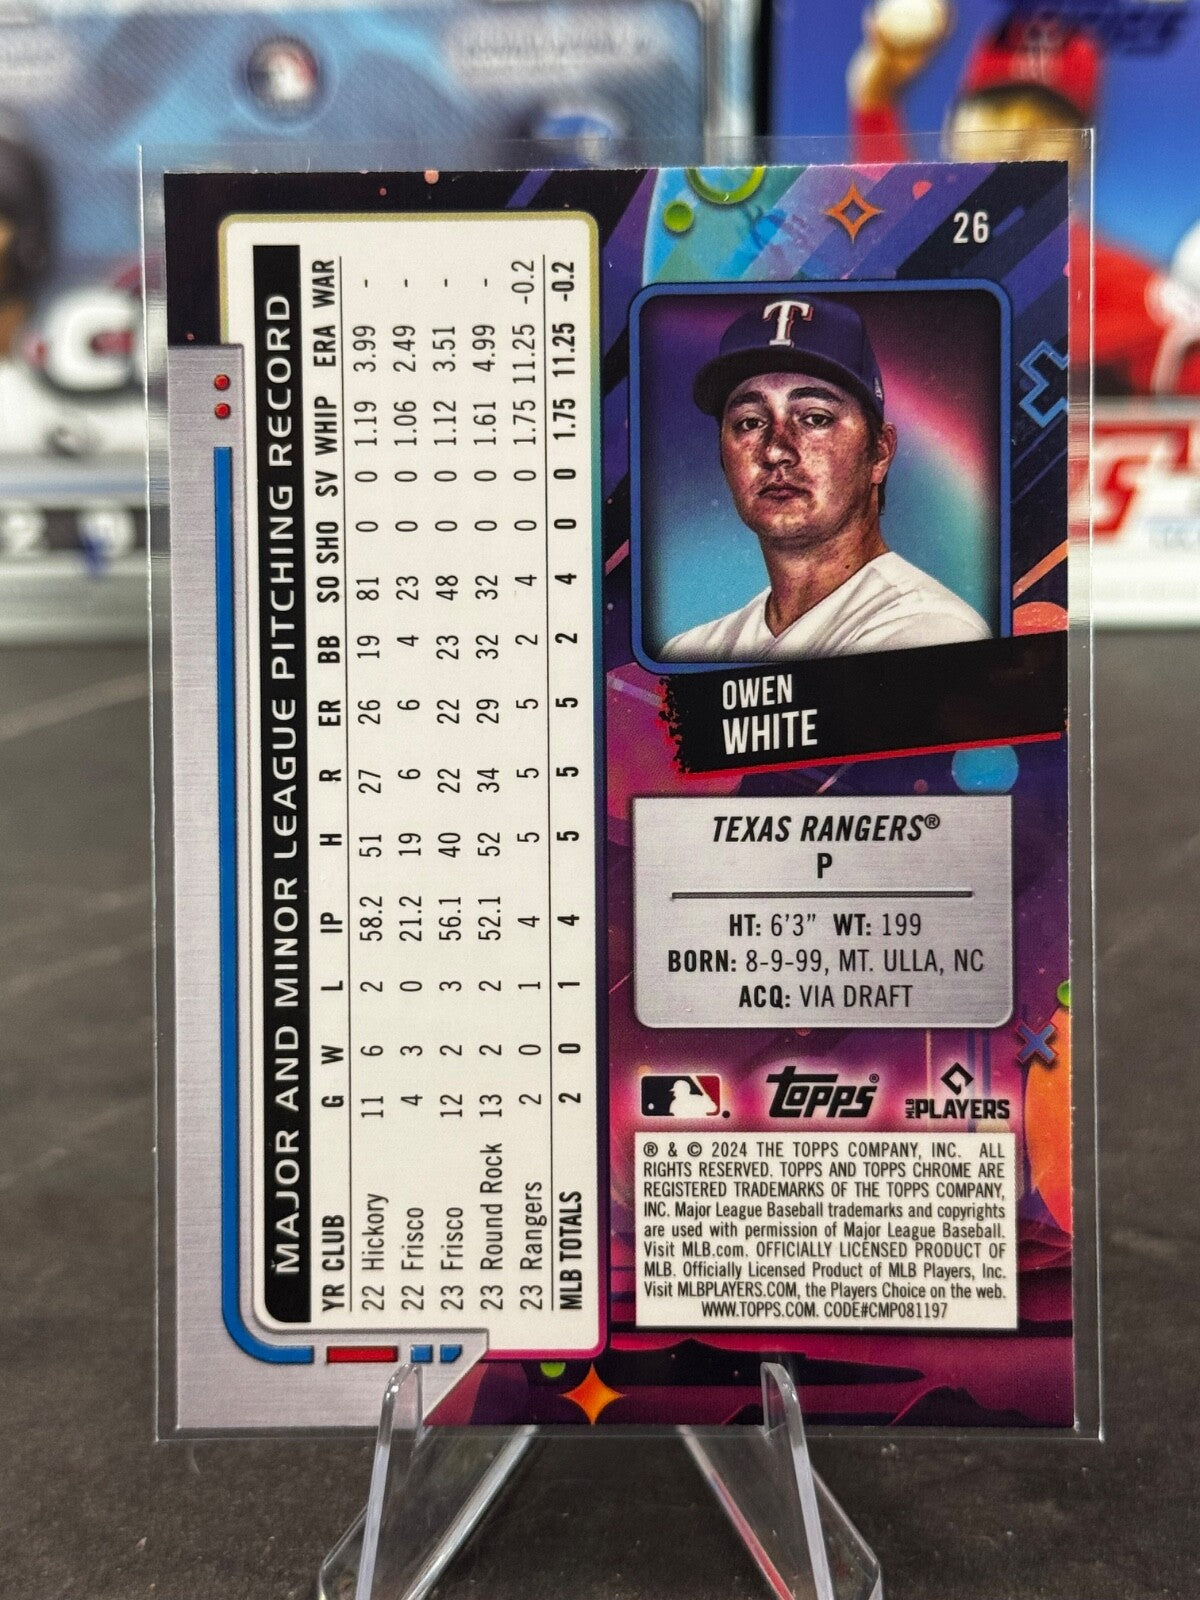 26
OWEN
WHITE
TEXAS RANGERS®
P
HT: 6'3" WT: 199
BORN: 8-9-99, MT. ULLA, NC
ACQ: VIA DRAFT
topps®
MLB PLAYERS
® & © 2024 THE TOPPS COMPANY, INC. ALL
RIGHTS RESERVED. TOPPS AND TOPPS CHROME ARE
REGISTERED TRADEMARKS OF THE TOPPS COMPANY,
INC. Major League Baseball trademarks and copyrights
are used with permission of Major League Baseball.
Visit MLB.com. OFFICIALLY LICENSED PRODUCT OF
MLB. Officially Licensed Product of MLB Players, Inc.
Visit MLBPLAYERS.COM, the Players Choice on the web.
WWW.TOPPS.COM. CODE#CMP081197
MAJOR AND MINOR LEAGUE PITCHING RECORD
YR CLUB G W L IP H R ER BB SO SHO SV WHIP ERA WAR
22 Hickory 11 6 2 58.2 51 27 26 19 81 0 0 1.19 3.99 -
22 Frisco 4 3 0 21.2 19 6 6 4 23 0 0 1.06 2.49 -
23 Frisco 12 2 3 56.1 40 22 22 23 48 0 0 1.12 3.51 -
23 Round Rock 13 2 2 52.1 52 34 29 32 32 0 0 1.61 4.99 -
23 Rangers 2 0 1 4 5 5 5 2 4 0 0 1.75 11.25 -0.2
MLB TOTALS 2 0 1 4 5 5 5 2 4 0 0 1.75 11.25 -0.2
T